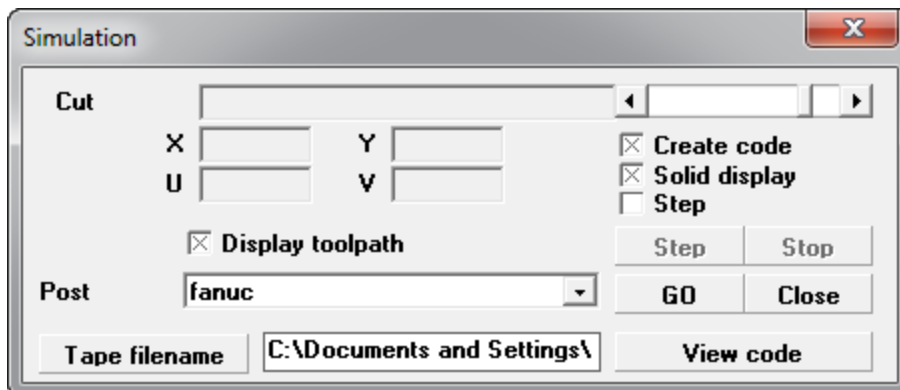 Simulation
Cut
X Y Create code
U V Solid display
Step
Display toolpath Step Stop
Post fanuc GO Close
Tape filename C:\Documents and Settings\ View code